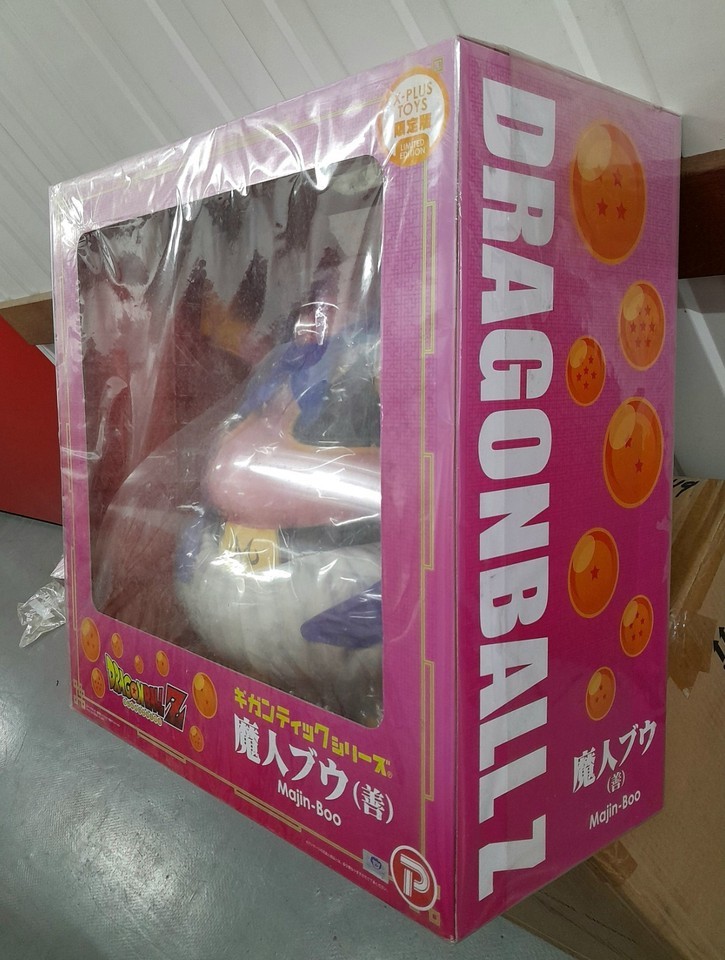 X-PLUS
TOYS
限定版
LIMITED
EDITION
DRAGONBALL Z
ギガンティックシリーズ
魔人ブウ(善)
Majin-Boo
DRAGONBALL Z
魔人ブウ
(善)
Majin-Boo